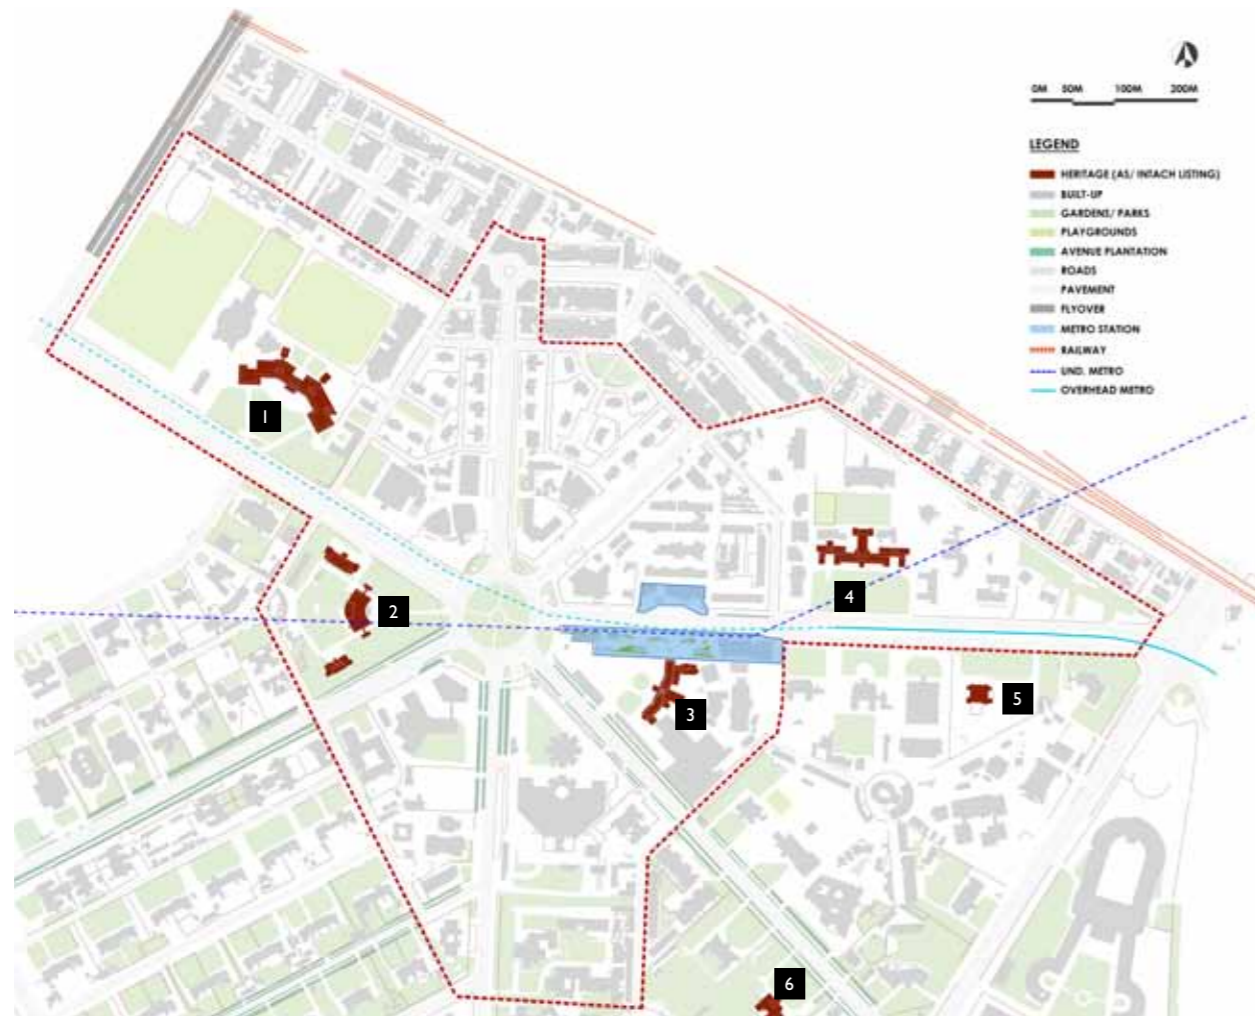 0M 50M 100M 200M
LEGEND
HERITAGE (AS/ INTACH LISTING)
BUILT-UP
GARDENS/ PARKS
PLAYGROUNDS
AVENUE PLANTATION
ROADS
PAVEMENT
FLYOVER
METRO STATION
RAILWAY
UND. METRO
OVERHEAD METRO
1
2
4
5
3
6